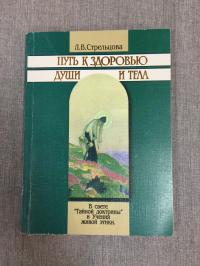 Л.В.Стрельцова
ПУТЬ К ЗДОРОВЬЮ
ДУШИ И ТЕЛА
В свете
"Тайной доктрины"
и Учения
живой этики.